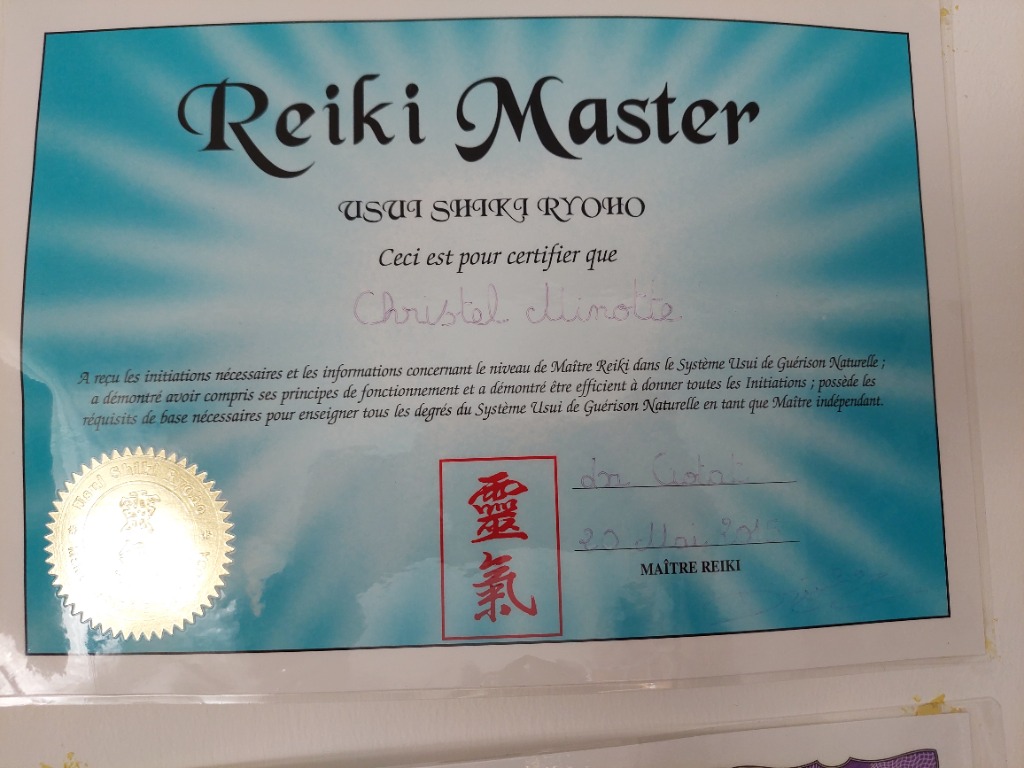 Reiki Master
USUI SHIKI RYOHO
Ceci est pour certifier que
Christel Minotte
A reçu les initiations nécessaires et les informations concernant le niveau de Maître Reiki dans le Système Usui de Guérison Naturelle ;
a démontré avoir compris ses principes de fonctionnement et a démontré être efficient à donner toutes les Initiations ; possède les
réquisits de base nécessaires pour enseigner tous les degrés du Système Usui de Guérison Naturelle en tant que Maître indépendant.
靈
氣
20 Mai
MAÎTRE REIKI